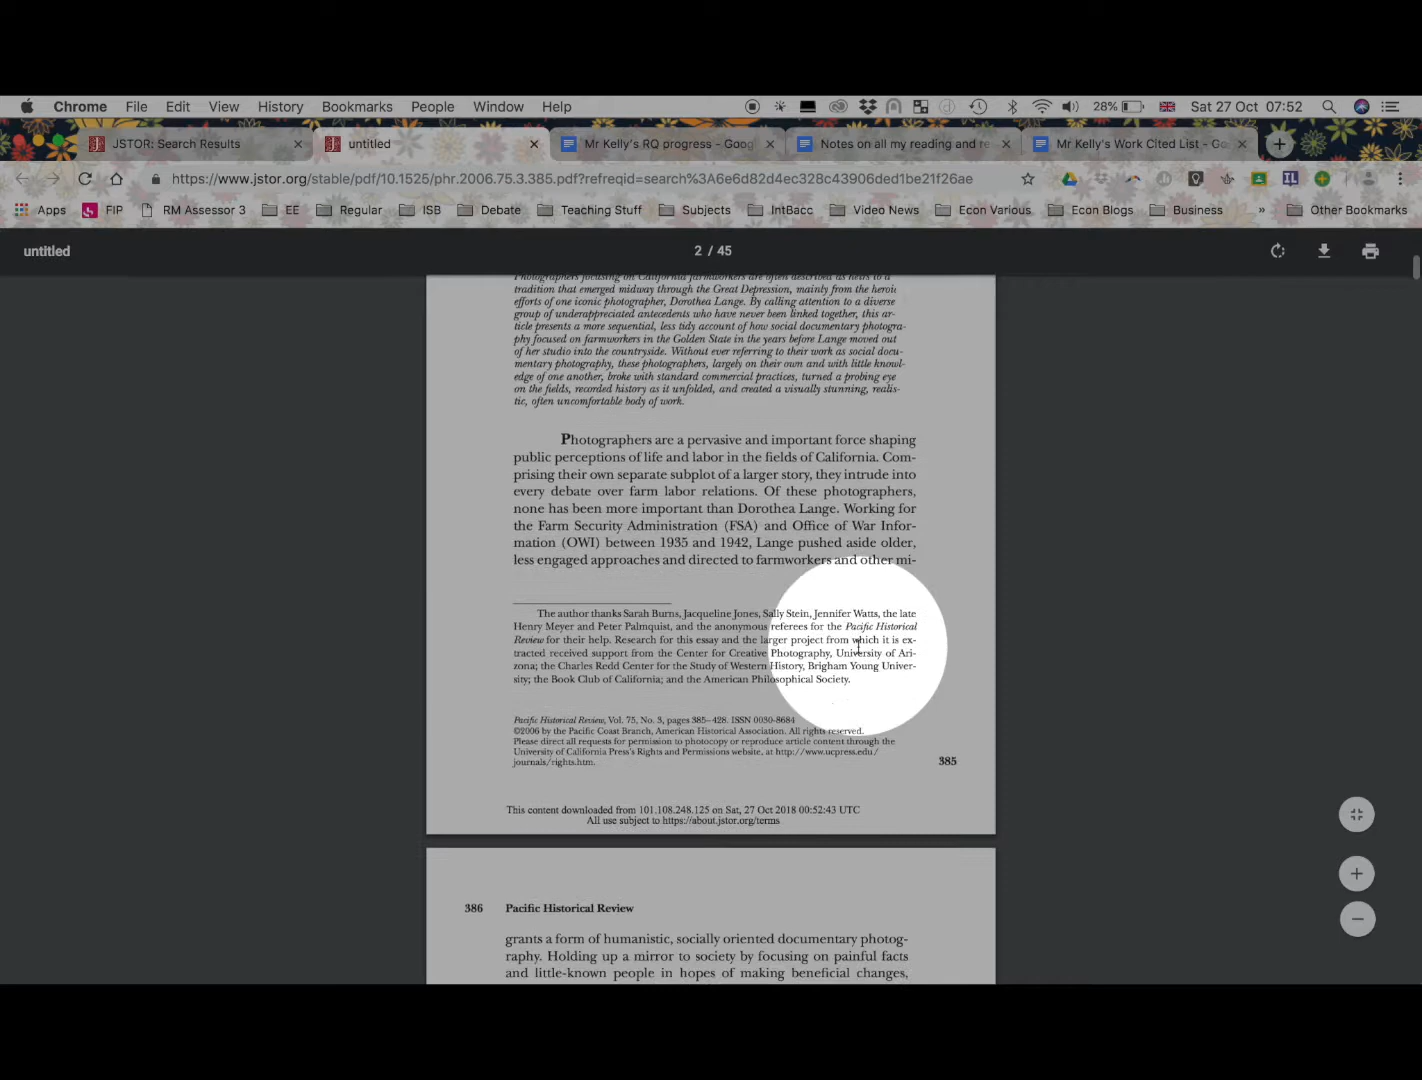 Chrome File Edit View History Bookmarks People Window Help 28% Sat 27 Oct 07:52
JSTOR: Search Results
untitled
Mr Kelly's RQ progress - Goog
Notes on all my reading and re
Mr Kelly's Work Cited List - Go
https://www.jstor.org/stable/pdf/10.1525/phr.2006.75.3.385.pdf?refreqid=search%3A6e6d82d4ec328c43906ded1be21f26ae
Apps FIP RM Assessor 3 EE Regular ISB Debate Teaching Stuff Subjects IntBacc Video News Econ Various Econ Blogs Business » Other Bookmarks
untitled 2 / 45
Photographers focusing on California farmworkers are often described as heirs to a
tradition that emerged midway through the Great Depression, mainly from the heroic
efforts of one iconic photographer, Dorothea Lange. By calling attention to a diverse
group of underappreciated antecedents who have never been linked together, this ar-
ticle presents a more sequential, less tidy account of how social documentary photogra-
phy focused on farmworkers in the Golden State in the years before Lange moved out
of her studio into the countryside. Without ever referring to their work as social docu-
mentary photography, these photographers, largely on their own and with little knowl-
edge of one another, broke with standard commercial practices, turned a probing eye
on the fields, recorded history as it unfolded, and created a visually stunning, realis-
tic, often uncomfortable body of work.
Photographers are a pervasive and important force shaping
public perceptions of life and labor in the fields of California. Com-
prising their own separate subplot of a larger story, they intrude into
every debate over farm labor relations. Of these photographers,
none has been more important than Dorothea Lange. Working for
the Farm Security Administration (FSA) and Office of War Infor-
mation (OWI) between 1935 and 1942, Lange pushed aside older,
less engaged approaches and directed to farmworkers and other mi-
The author thanks Sarah Burns, Jacqueline Jones, Sally Stein, Jennifer Watts, the late
Henry Meyer and Peter Palmquist, and the anonymous referees for the Pacific Historical
Review for their help. Research for this essay and the larger project from which it is ex-
tracted received support from the Center for Creative Photography, University of Ari-
zona; the Charles Redd Center for the Study of Western History, Brigham Young Univer-
sity; the Book Club of California; and the American Philosophical Society.
Pacific Historical Review, Vol. 75, No. 3, pages 385–428. ISSN 0030-8684
©2006 by the Pacific Coast Branch, American Historical Association. All rights reserved.
Please direct all requests for permission to photocopy or reproduce article content through the
University of California Press's Rights and Permissions website, at http://www.ucpress.edu/
journals/rights.htm.
385
This content downloaded from 101.108.248.125 on Sat, 27 Oct 2018 00:52:43 UTC
All use subject to https://about.jstor.org/terms
386 Pacific Historical Review
grants a form of humanistic, socially oriented documentary photog-
raphy. Holding up a mirror to society by focusing on painful facts
and little-known people in hopes of making beneficial changes,